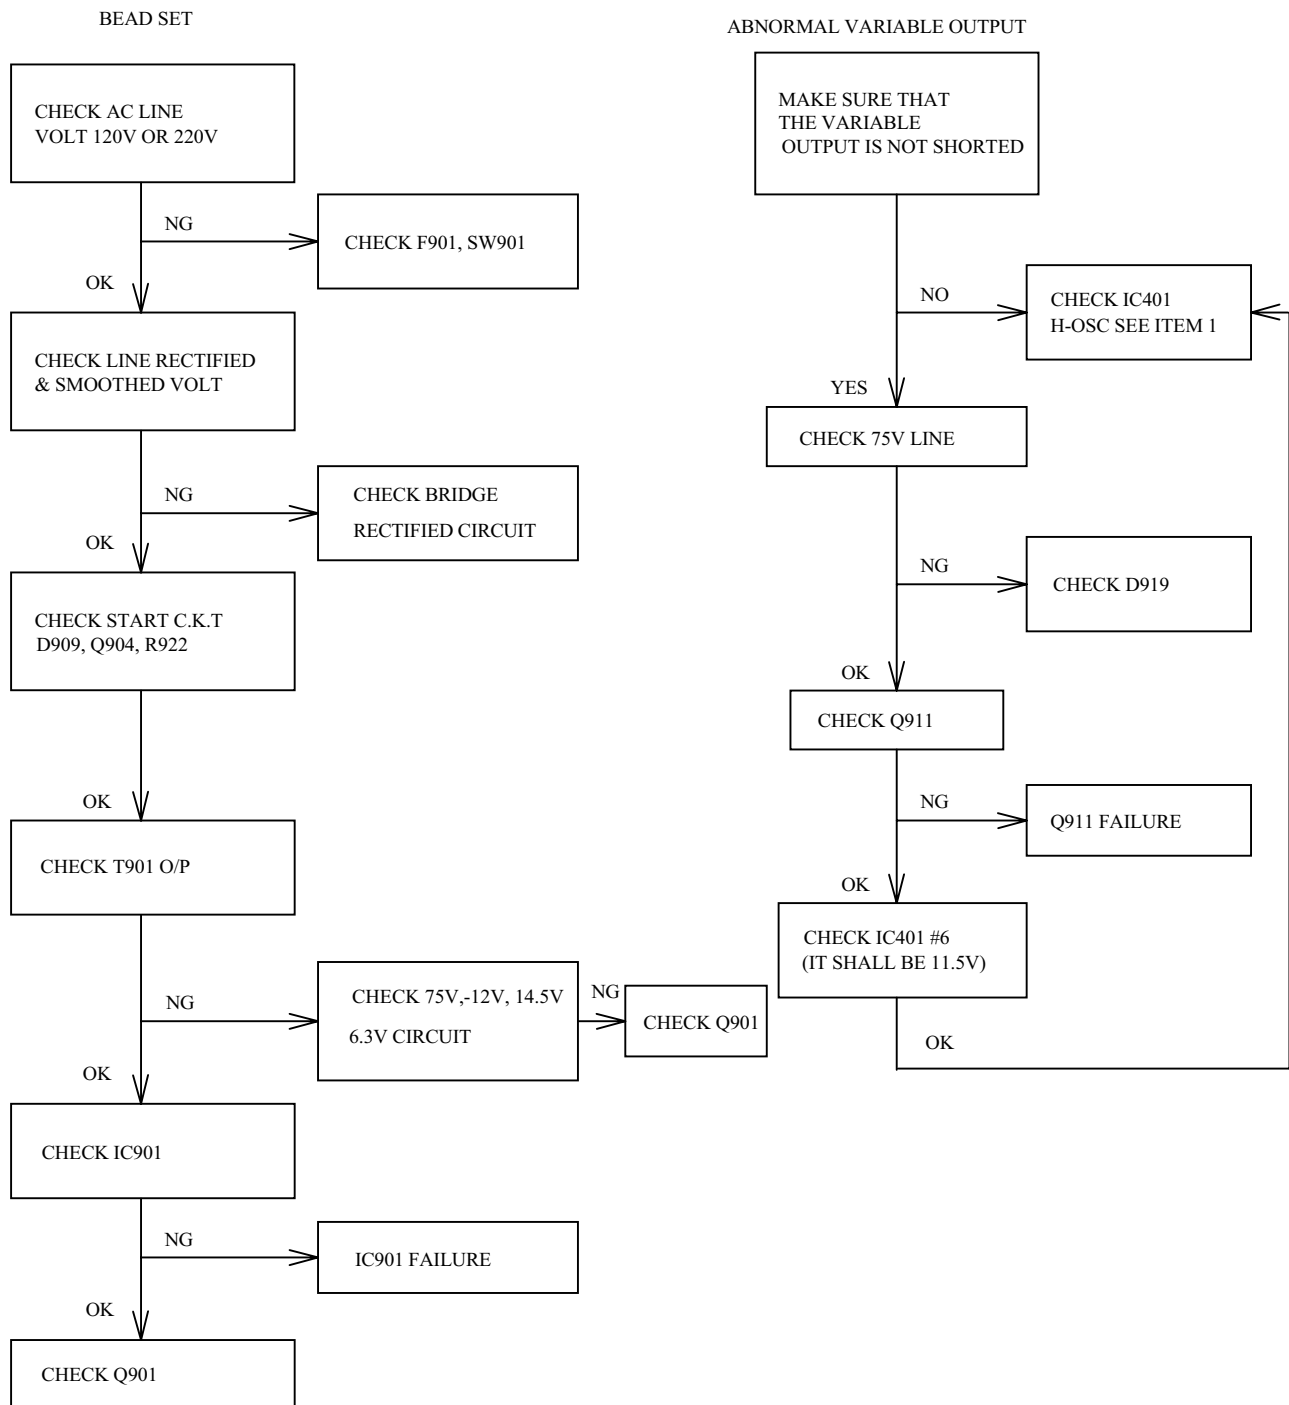 BEAD SET
CHECK AC LINE
VOLT 120V OR 220V
NG
CHECK F901, SW901
OK
CHECK LINE RECTIFIED
& SMOOTHED VOLT
NG
CHECK BRIDGE
RECTIFIED CIRCUIT
OK
CHECK START C.K.T
D909, Q904, R922
OK
CHECK T901 O/P
NG
CHECK 75V,-12V, 14.5V
6.3V CIRCUIT
NG
CHECK Q901
OK
CHECK IC901
NG
IC901 FAILURE
OK
CHECK Q901
ABNORMAL VARIABLE OUTPUT
MAKE SURE THAT
THE VARIABLE
OUTPUT IS NOT SHORTED
NO
CHECK IC401
H-OSC SEE ITEM 1
YES
CHECK 75V LINE
NG
CHECK D919
OK
CHECK Q911
NG
Q911 FAILURE
OK
CHECK IC401 #6
(IT SHALL BE 11.5V)
OK